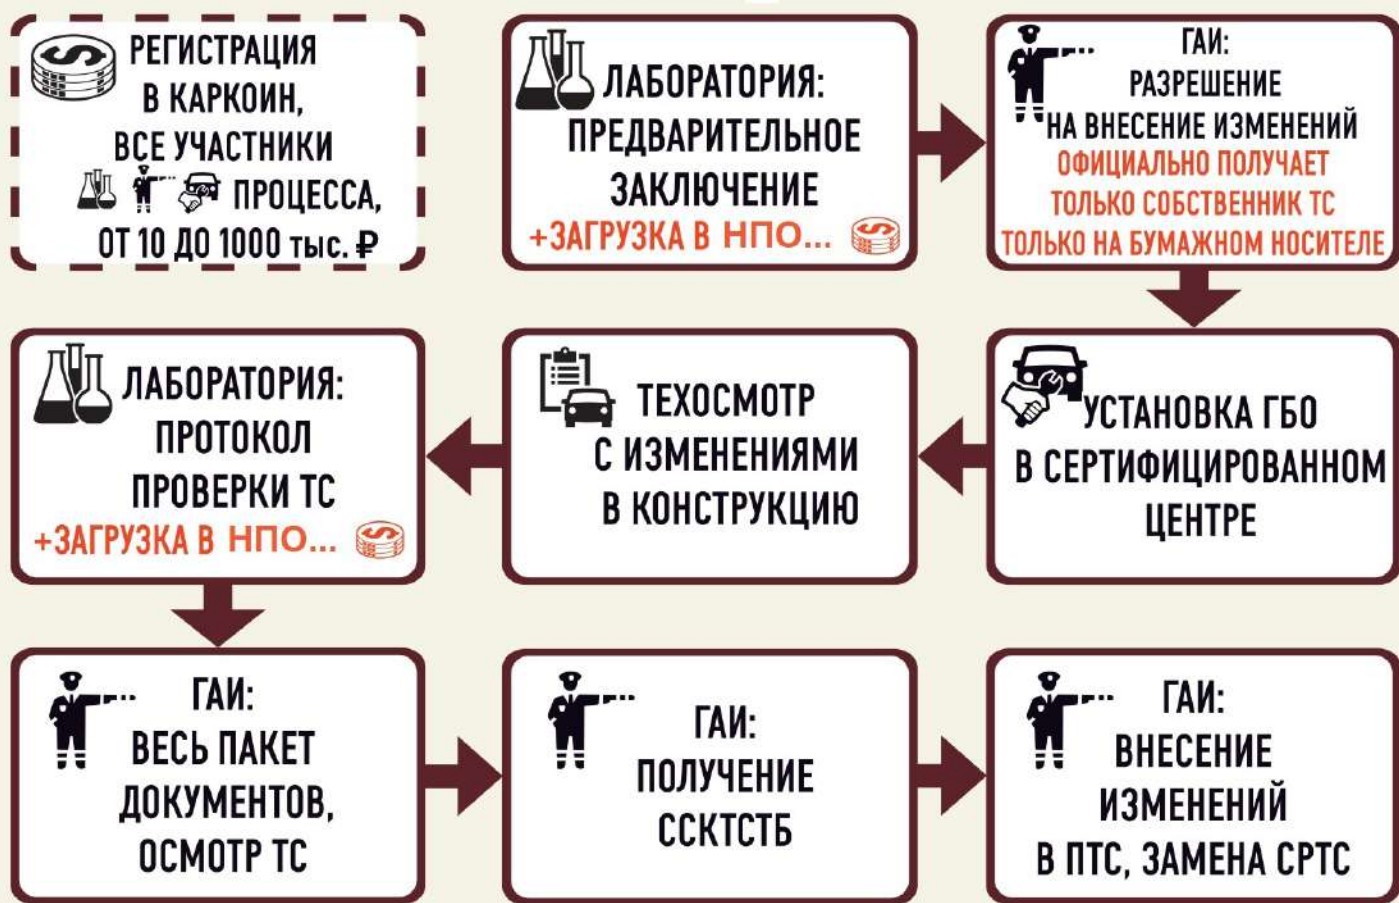 РЕГИСТРАЦИЯ
В КАРКОИН,
ВСЕ УЧАСТНИКИ
ПРОЦЕССА,
ОТ 10 ДО 1000 тыс. ₽
ЛАБОРАТОРИЯ:
ПРЕДВАРИТЕЛЬНОЕ
ЗАКЛЮЧЕНИЕ
+ЗАГРУЗКА В НПО...
ГАИ:
РАЗРЕШЕНИЕ
НА ВНЕСЕНИЕ ИЗМЕНЕНИЙ
ОФИЦИАЛЬНО ПОЛУЧАЕТ
ТОЛЬКО СОБСТВЕННИК ТС
ТОЛЬКО НА БУМАЖНОМ НОСИТЕЛЕ
УСТАНОВКА ГБО
В СЕРТИФИЦИРОВАННОМ
ЦЕНТРЕ
ТЕХОСМОТР
С ИЗМЕНЕНИЯМИ
В КОНСТРУКЦИЮ
ЛАБОРАТОРИЯ:
ПРОТОКОЛ
ПРОВЕРКИ ТС
+ЗАГРУЗКА В НПО...
ГАИ:
ВЕСЬ ПАКЕТ
ДОКУМЕНТОВ,
ОСМОТР ТС
ГАИ:
ПОЛУЧЕНИЕ
ССКТСТБ
ГАИ:
ВНЕСЕНИЕ
ИЗМЕНЕНИЙ
В ПТС, ЗАМЕНА СРТС